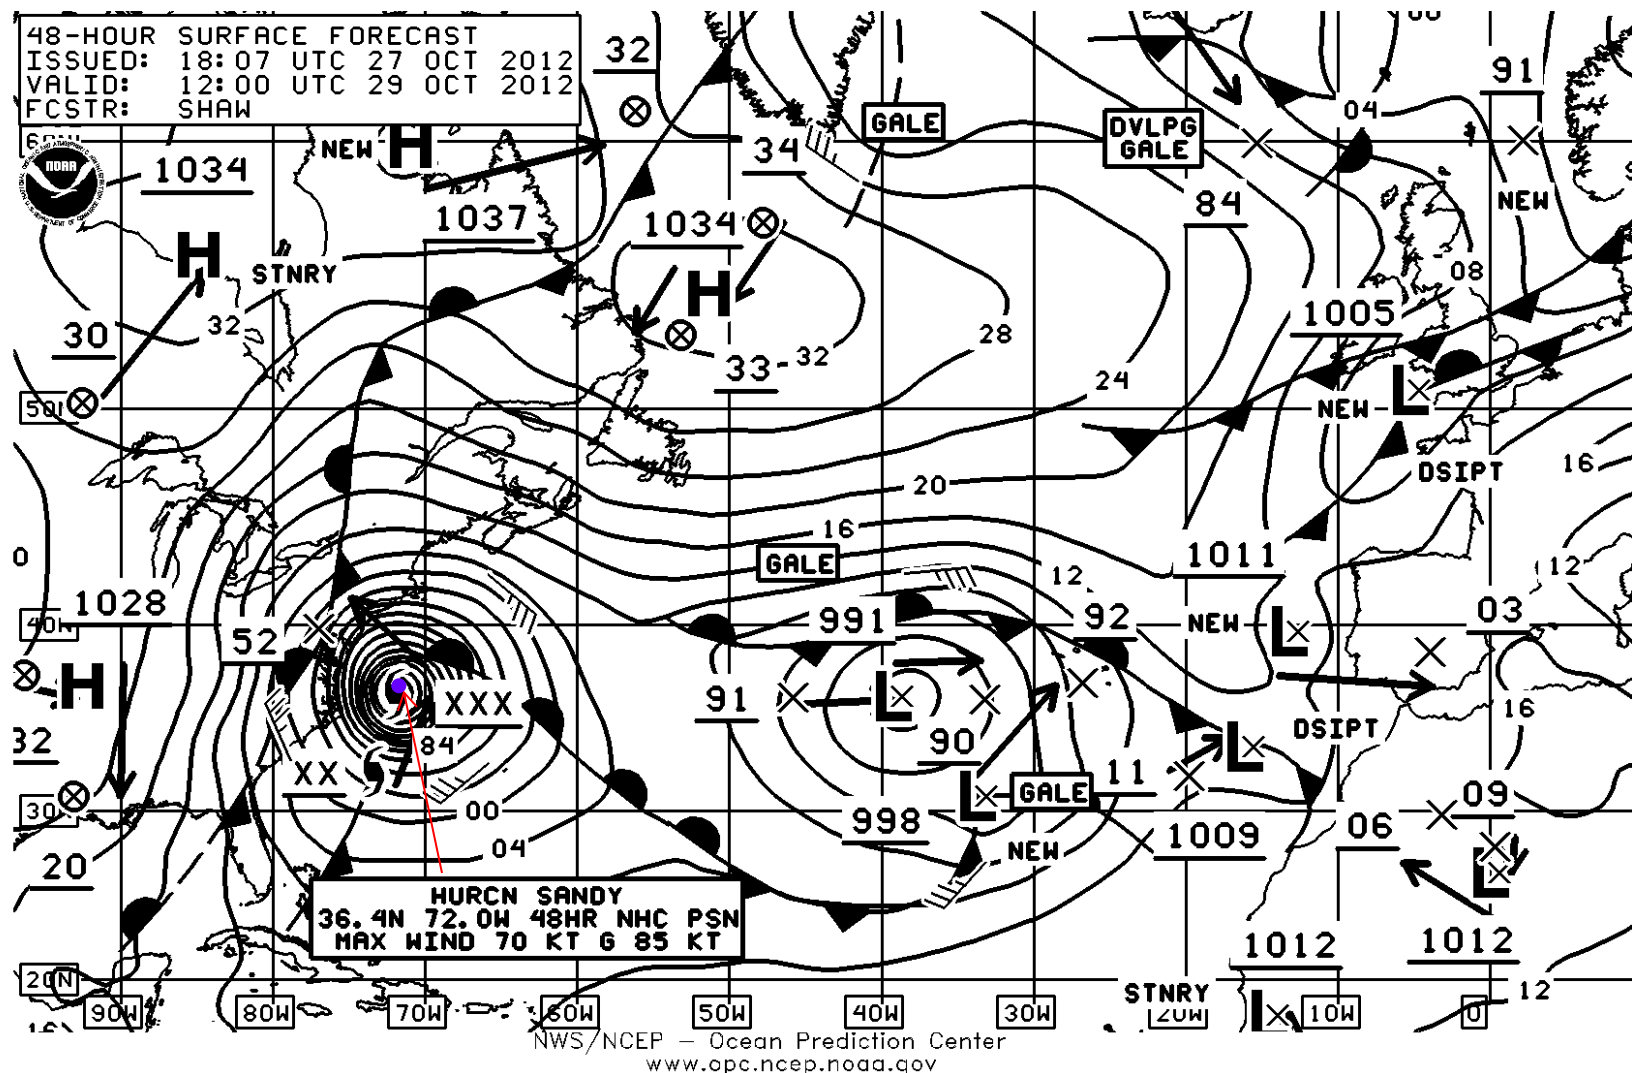 48-HOUR SURFACE FORECAST
ISSUED: 18:07 UTC 27 OCT 2012
VALID: 12:00 UTC 29 OCT 2012
FCSTR: SHAW
32
91
04
GALE
DVLPG
GALE
NOAA
NEW H
34
1034
1037
1034
84
NEW
H
STNRY
H
08
30
32
1005
28
33
32
24
50N
NEW L
DSIPT
16
20
16
GALE
1011
12
12
1028
40N
52
991
92
NEW
L
03
H
XXX
91
L
16
32
84
90
DSIPT
L
XX
L
GALE
11
30N
00
998
09
06
1009
04
NEW
20
L
HURCN SANDY
36.4N 72.0W 48HR NHC PSN
MAX WIND 70 KT G 85 KT
1012
1012
20N
STNRY
12
90W
80W
70W
60W
50W
40W
30W
20W
L
10W
0
NWS/NCEP – Ocean Prediction Center
www.opc.ncep.noaa.gov